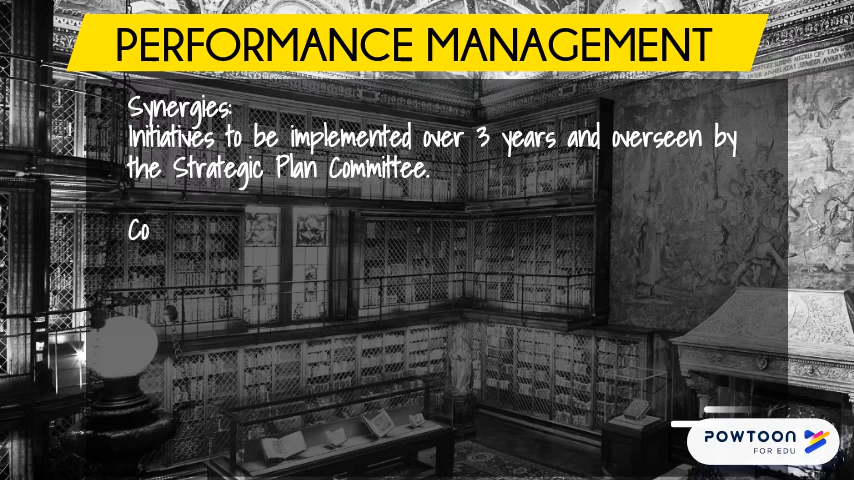 PERFORMANCE MANAGEMENT
Synergies:
Initiatives to be implemented over 3 years and overseen by
the Strategic Plan Committee.
Co
POWTOON
FOR EDU